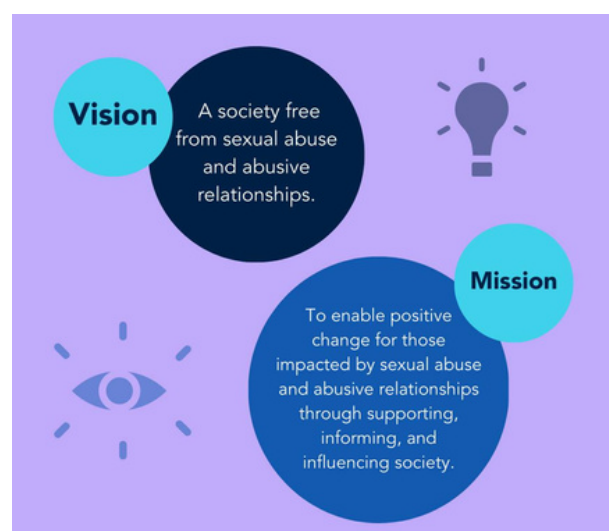 Vision
A society free
from sexual abuse
and abusive
relationships.
Mission
To enable positive
change for those
impacted by sexual abuse
and abusive relationships
through supporting,
informing, and
influencing society.